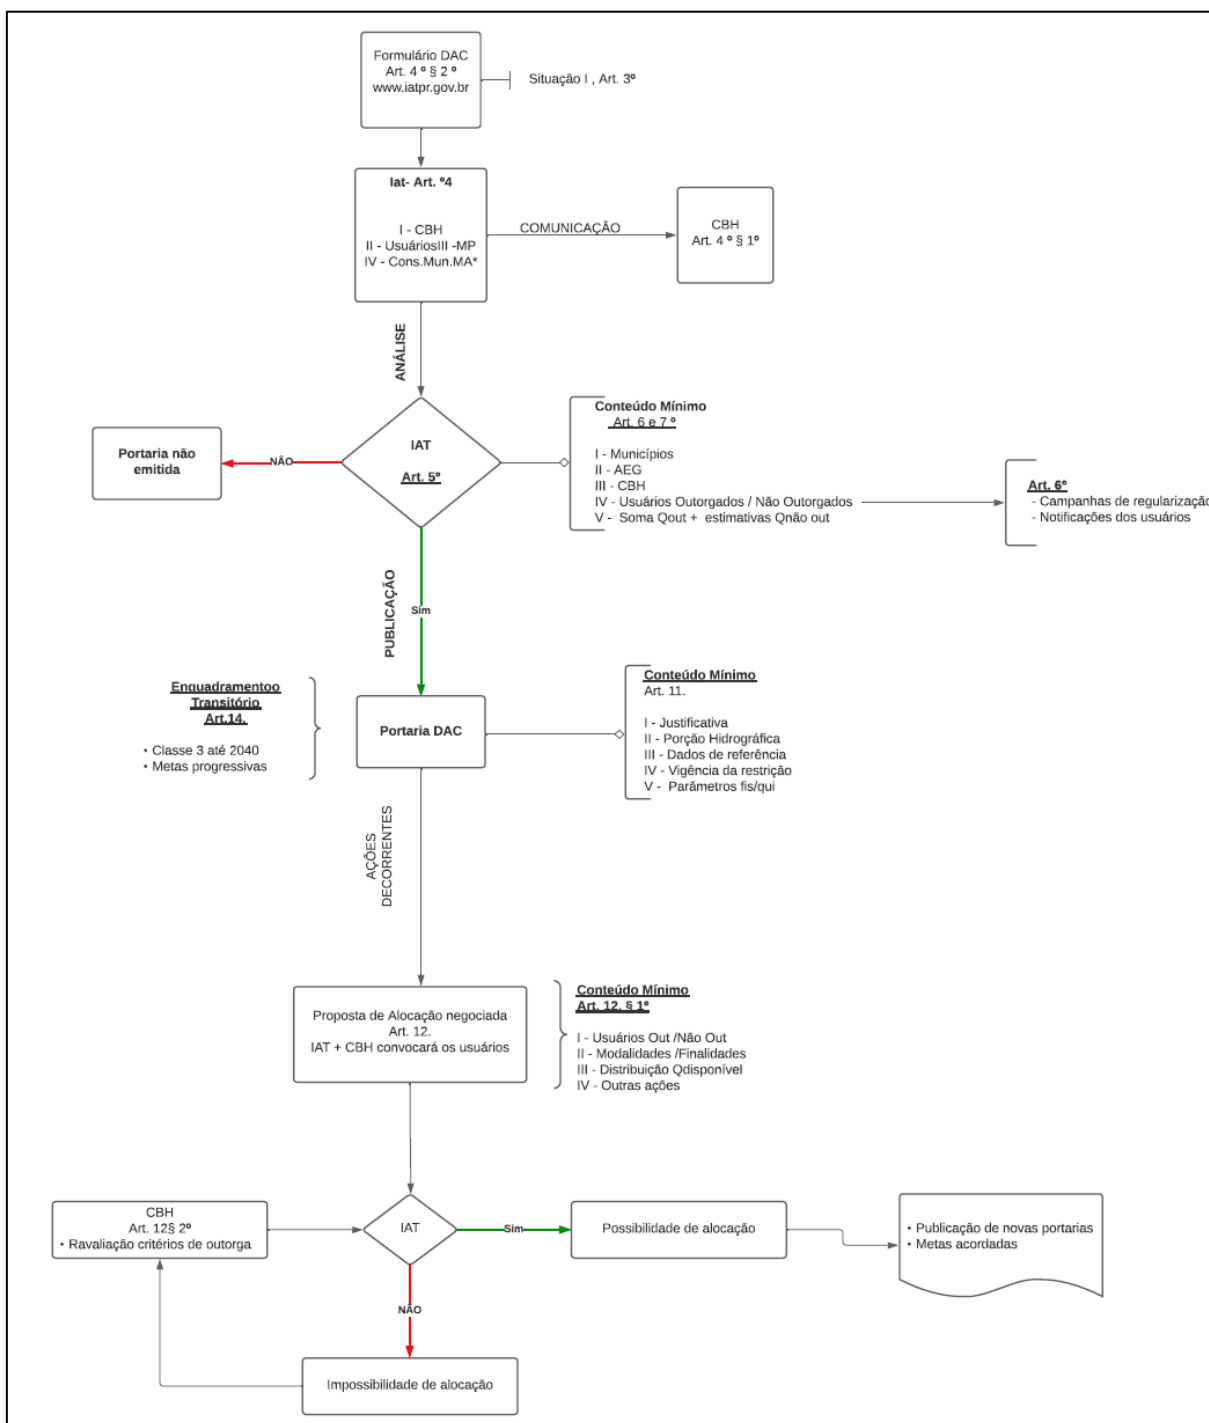 Formulário DAC
Art. 4 º § 2 º
www.iatpr.gov.br
Situação I , Art. 3º
Iat- Art. º4
I - CBH
II - UsuáriosIII -MP
IV - Cons.Mun.MA*
COMUNICAÇÃO
CBH
Art. 4 º § 1º
ANÁLISE
IAT
Art. 5º
NÃO
Portaria não
emitida
Conteúdo Mínimo
Art. 6 e 7 º
I - Municípios
II - AEG
III - CBH
IV - Usuários Outorgados / Não Outorgados
V - Soma Qout + estimativas Qnão out
Art. 6º
- Campanhas de regularização
- Notificações dos usuários
PUBLICAÇÃO
Sim
Enquadramentoo
Transitório
Art.14.
• Classe 3 até 2040
• Metas progressivas
Portaria DAC
Conteúdo Mínimo
Art. 11.
I - Justificativa
II - Porção Hidrográfica
III - Dados de referência
IV - Vigência da restrição
V - Parâmetros fis/qui
AÇÕES
DECORRENTES
Proposta de Alocação negociada
Art. 12.
IAT + CBH convocará os usuários
Conteúdo Mínimo
Art. 12. § 1º
I - Usuários Out /Não Out
II - Modalidades /Finalidades
III - Distribuição Qdisponível
IV - Outras ações
CBH
Art. 12§ 2º
• Ravaliação critérios de outorga
IAT
Sim
Possibilidade de alocação
• Publicação de novas portarias
• Metas acordadas
NÃO
Impossibilidade de alocação